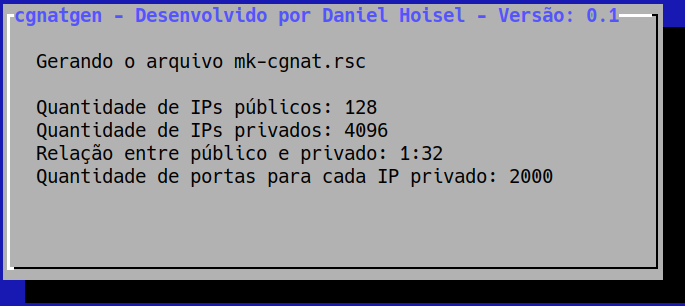 cgnatgen - Desenvolvido por Daniel Hoisel - Versão: 0.1
Gerando o arquivo mk-cgnat.rsc
Quantidade de IPs públicos: 128
Quantidade de IPs privados: 4096
Relação entre público e privado: 1:32
Quantidade de portas para cada IP privado: 2000